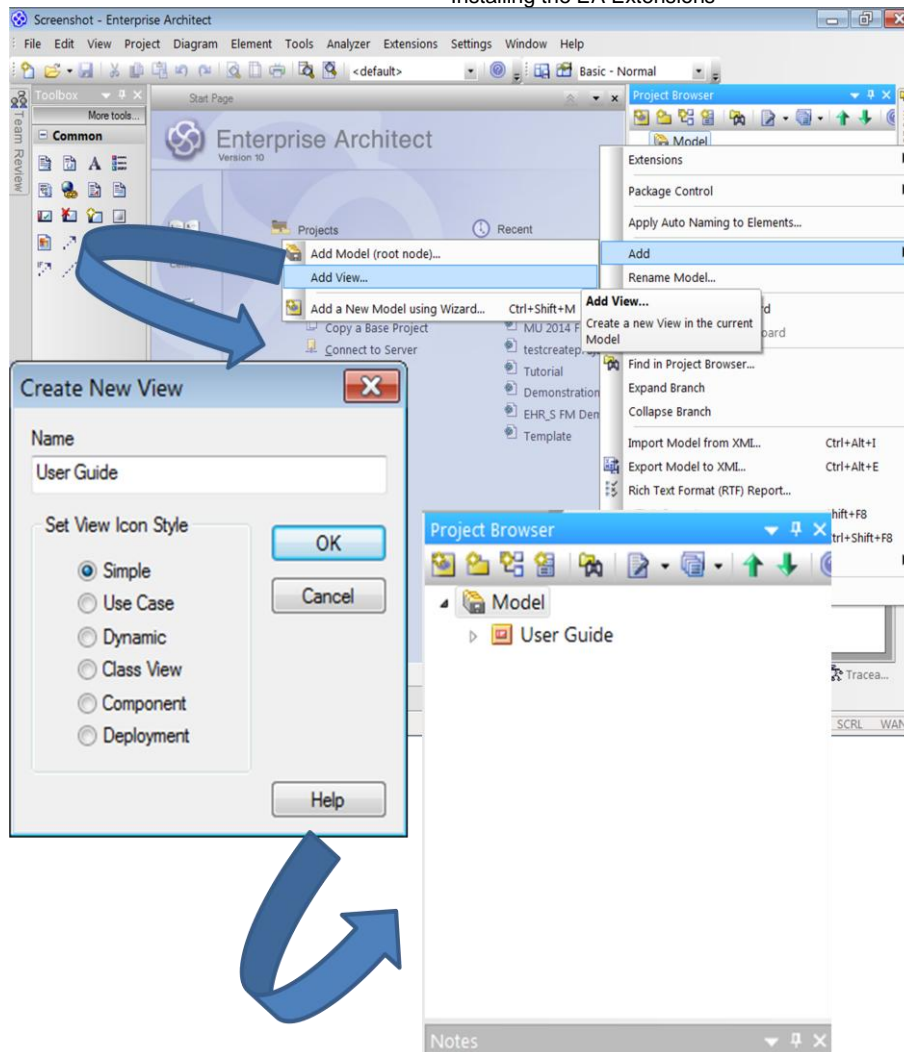 Installing the EA Extensions
Screenshot - Enterprise Architect
File Edit View Project Diagram Element Tools Analyzer Extensions Settings Window Help
<default>
Basic - Normal
Toolbox
Start Page
Project Browser
More tools...
Team Review
Common
Enterprise Architect
Version 10
Model
Extensions
Package Control
Apply Auto Naming to Elements...
Add
Rename Model...
Projects
Recent
Add Model (root node)...
Add View...
Add a New Model using Wizard... Ctrl+Shift+M
Add View...
Create a new View in the current
Model
Copy a Base Project
Connect to Server
MU 2014 F
Tutorial
Demonstration
EHR_S FM Den
Template
Find in Project Browser...
Expand Branch
Collapse Branch
Import Model from XMI... Ctrl+Alt+I
Export Model to XMI... Ctrl+Alt+E
Rich Text Format (RTF) Report...
hift+F8
trl+Shift+F8
Tracea...
SCRL WAN
Create New View
Name
User Guide
Set View Icon Style
Simple
Use Case
Dynamic
Class View
Component
Deployment
OK
Cancel
Help
Project Browser
Model
User Guide
Notes